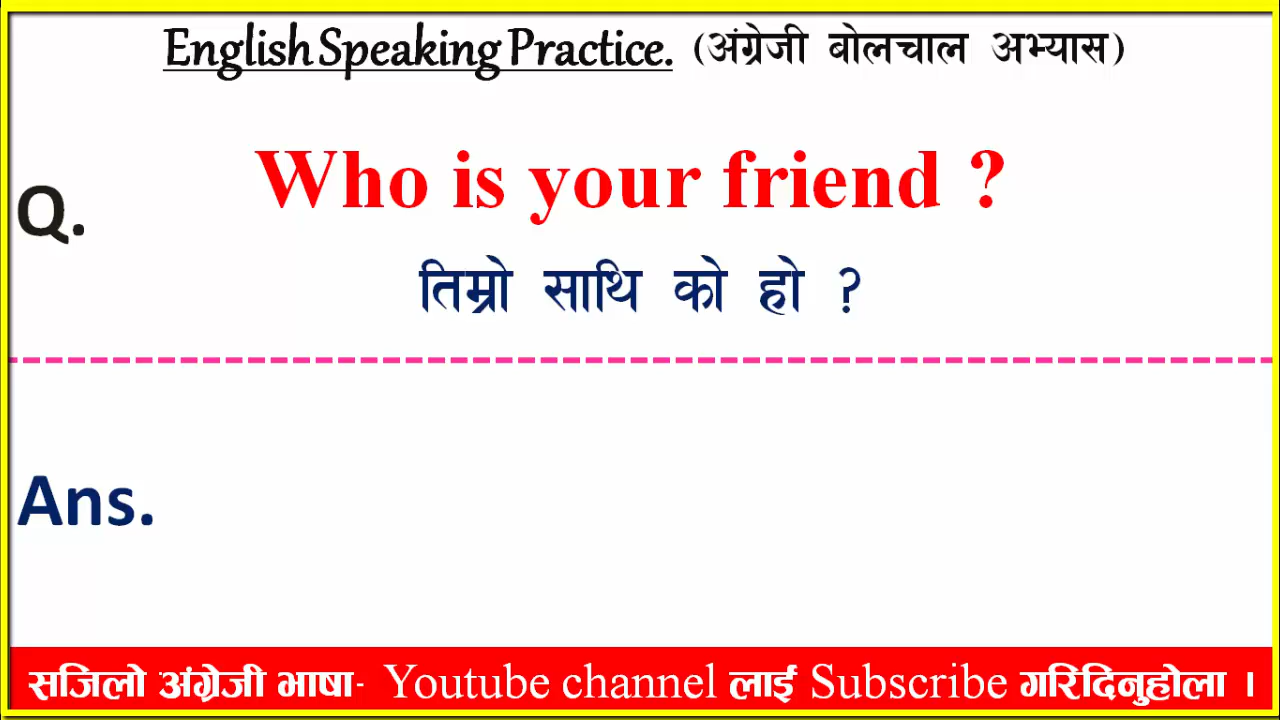 English Speaking Practice. (अंग्रेजी बोलचाल अभ्यास)
Who is your friend ?
Q.
तिम्रो साथि को हो ?
Ans.
सजिलो अंग्रेजी भाषा- Youtube channel लाई Subscribe गरिदिनुहोला ।